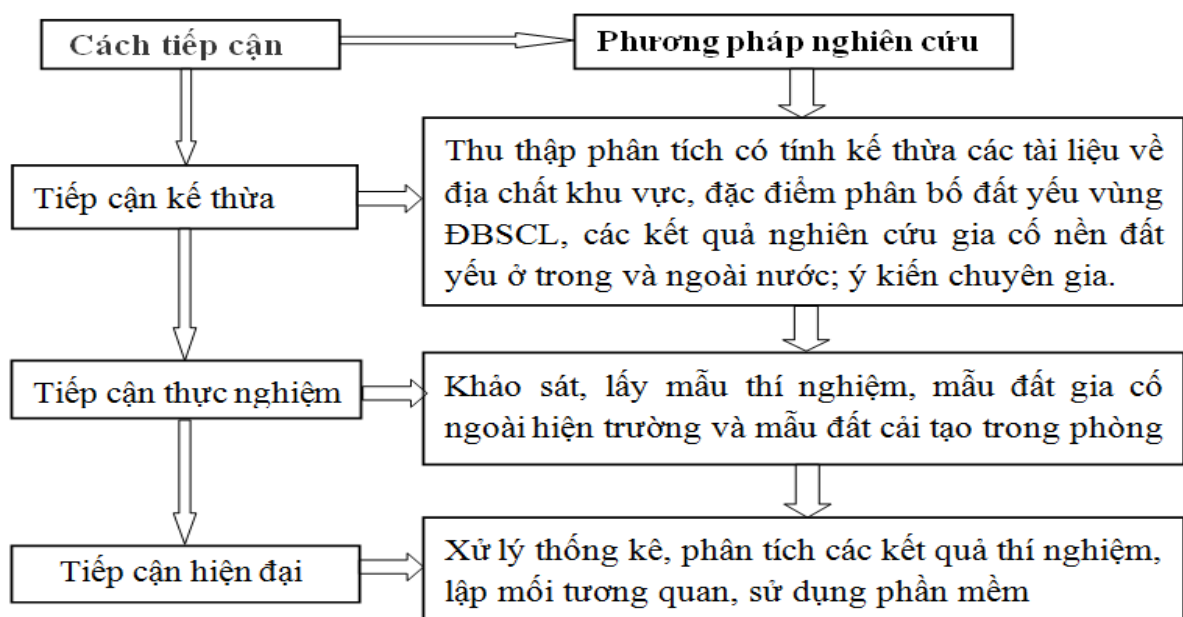 Cách tiếp cận
Phương pháp nghiên cứu
Tiếp cận kế thừa
Thu thập phân tích có tính kế thừa các tài liệu về
địa chất khu vực, đặc điểm phân bố đất yếu vùng
ĐBSCL, các kết quả nghiên cứu gia cố nền đất
yếu ở trong và ngoài nước; ý kiến chuyên gia.
Tiếp cận thực nghiệm
Khảo sát, lấy mẫu thí nghiệm, mẫu đất gia cố
ngoài hiện trường và mẫu đất cải tạo trong phòng
Tiếp cận hiện đại
Xử lý thống kê, phân tích các kết quả thí nghiệm,
lập mối tương quan, sử dụng phần mềm